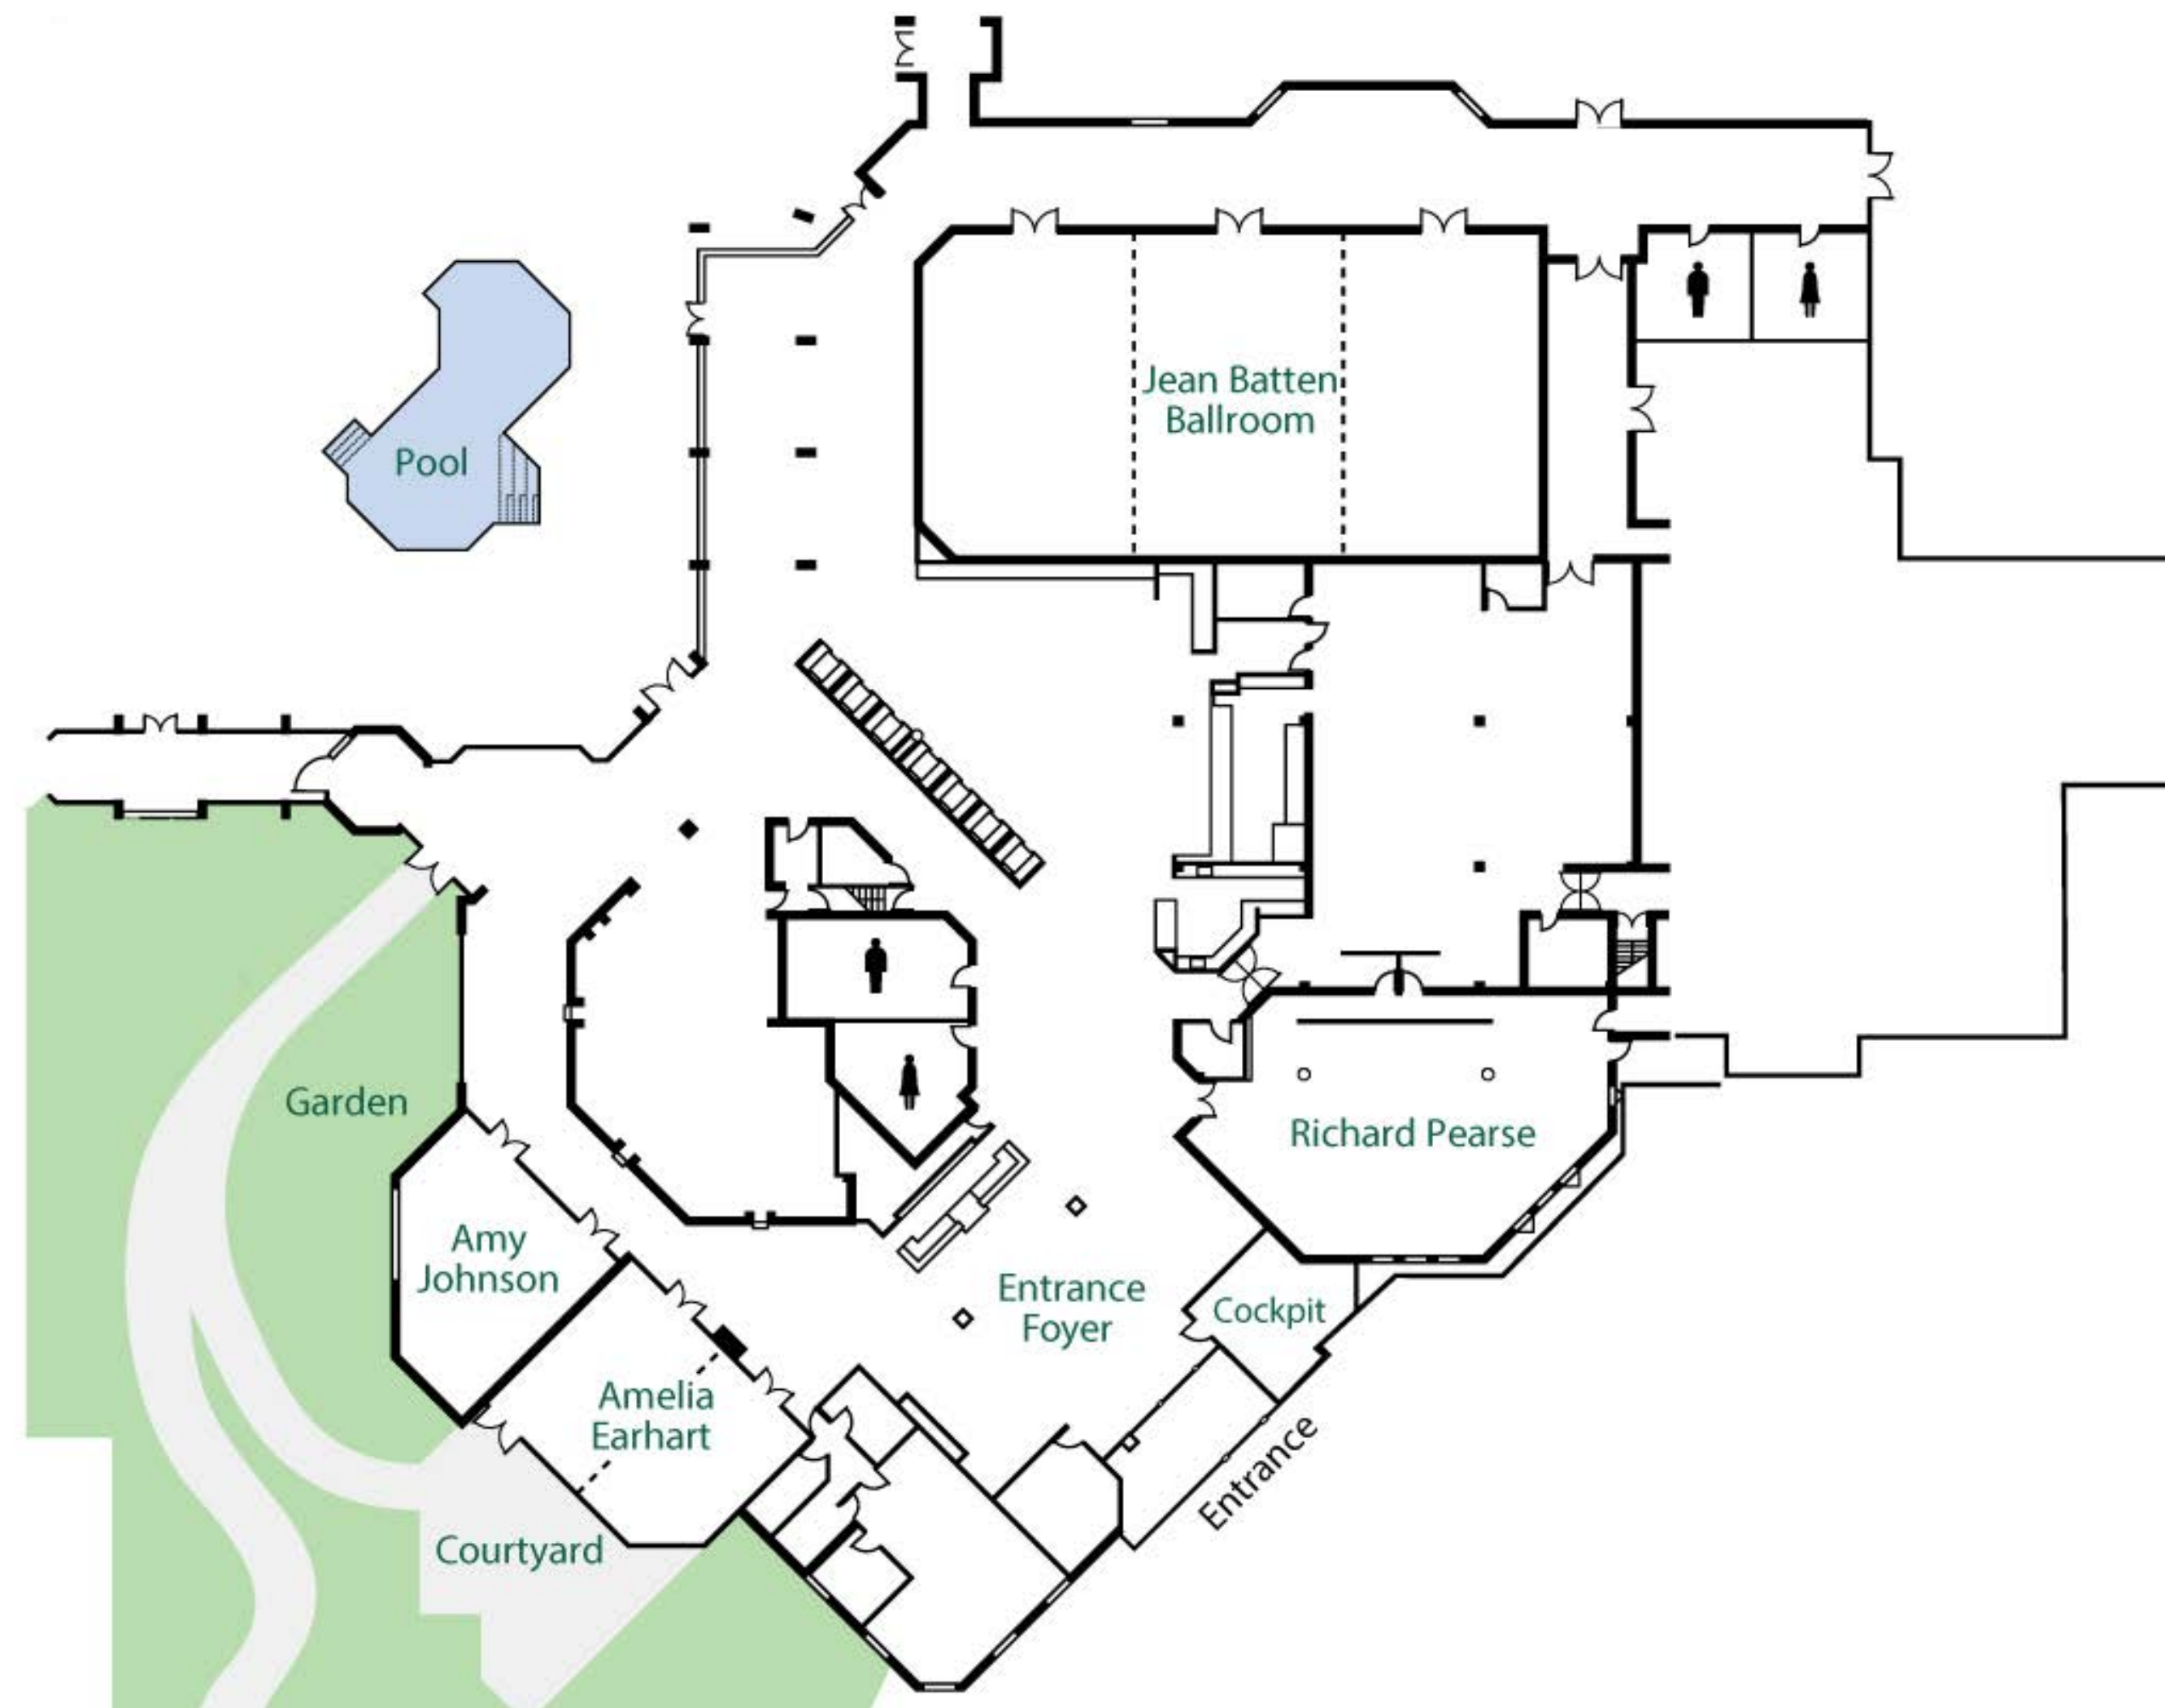 Jean Batten
Ballroom
Pool
Garden
Richard Pearse
Amy
Johnson
Entrance
Foyer
Cockpit
Amelia
Earhart
Entrance
Courtyard